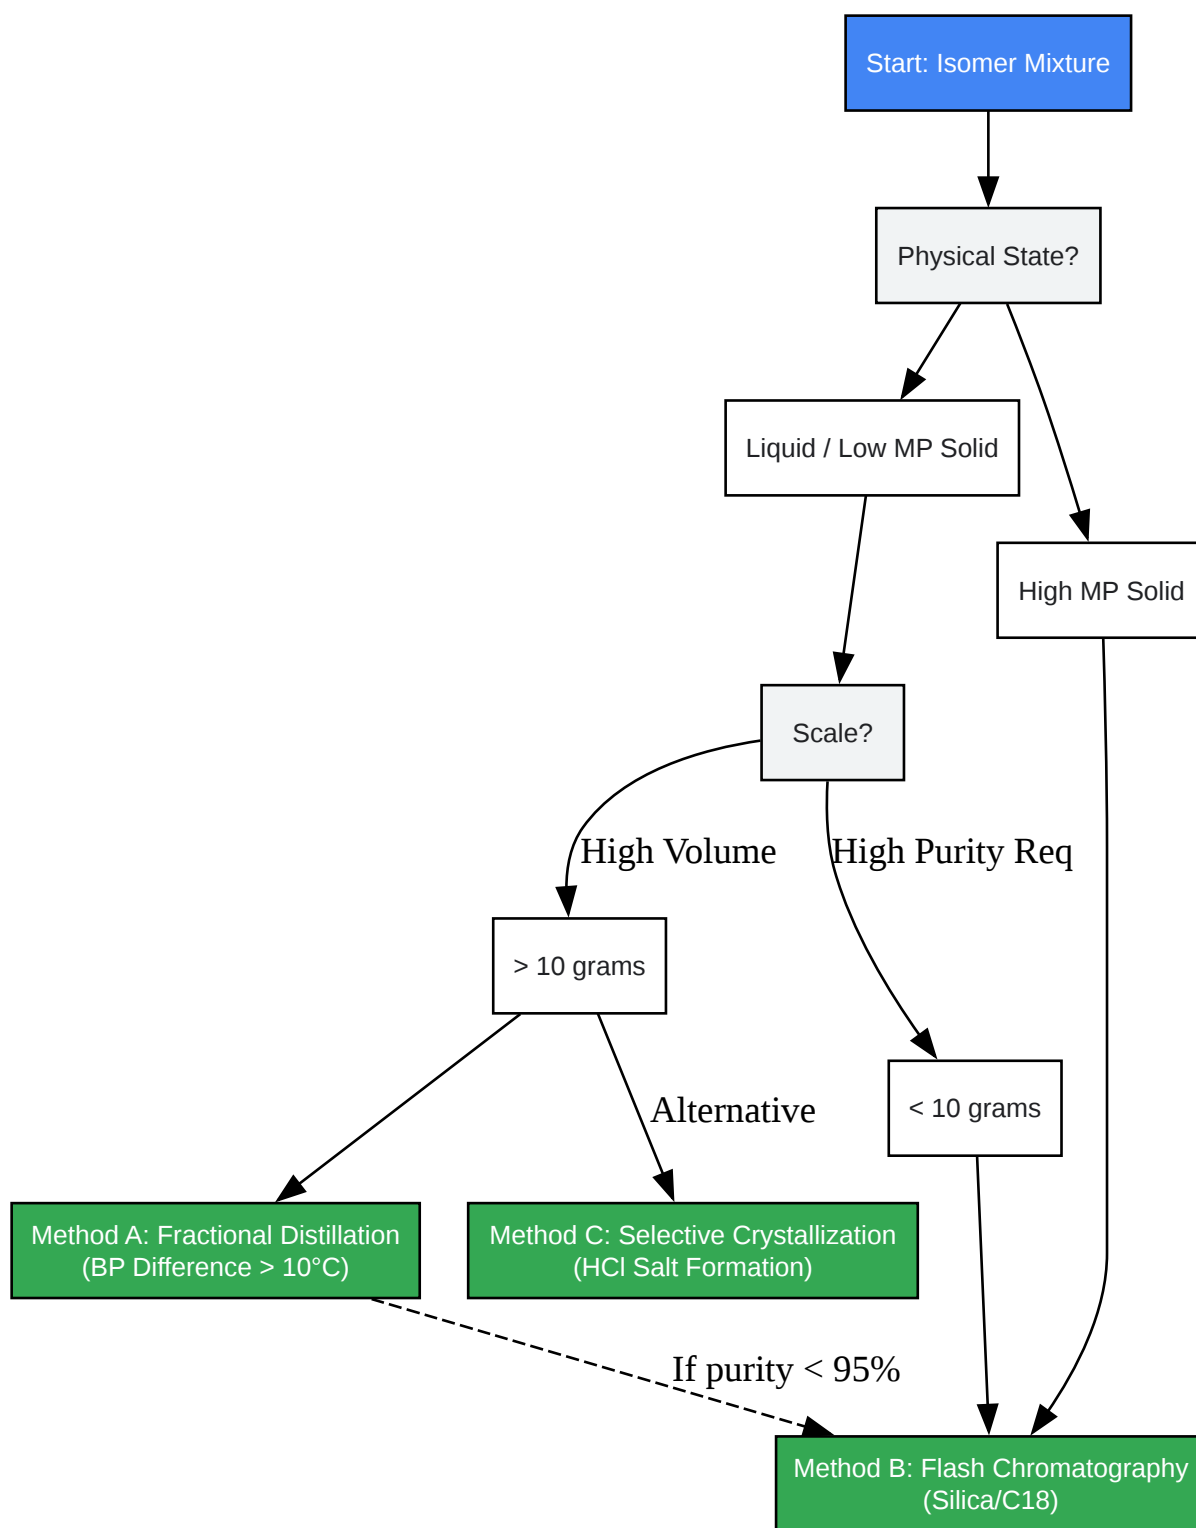 Start: Isomer Mixture
Physical State?
Liquid / Low MP Solid
High MP Solid
Scale?
High Volume
High Purity Req
> 10 grams
< 10 grams
Alternative
Method A: Fractional Distillation
(BP Difference > 10°C)
Method C: Selective Crystallization
(HCl Salt Formation)
If purity < 95%
Method B: Flash Chromatography
(Silica/C18)